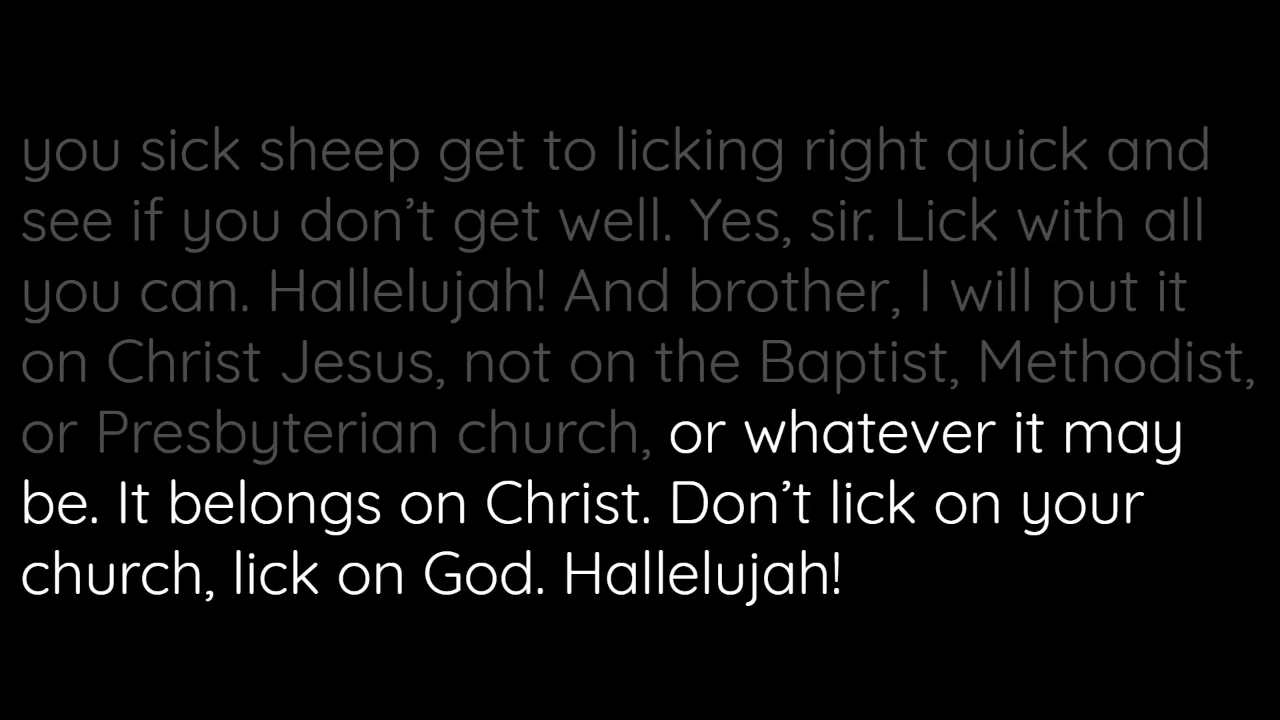 you sick sheep get to licking right quick and
see if you don’t get well. Yes, sir. Lick with all
you can. Hallelujah! And brother, I will put it
on Christ Jesus, not on the Baptist, Methodist,
or Presbyterian church, or whatever it may
be. It belongs on Christ. Don’t lick on your
church, lick on God. Hallelujah!